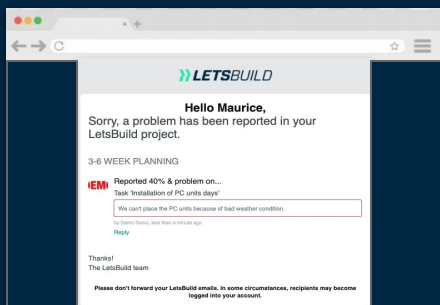 LETSBUILD
Hello Maurice,
Sorry, a problem has been reported in your
LetsBuild project.
3-6 WEEK PLANNING
Reported 40% & problem on...
Task 'Installation of PC units days'
We can't place the PC units because of bad weather condition.
by Demo Demo, less than a minute ago
Reply
Thanks!
The LetsBuild team
Please don't forward your LetsBuild emails. In some circumstances, recipients may become
logged into your account.